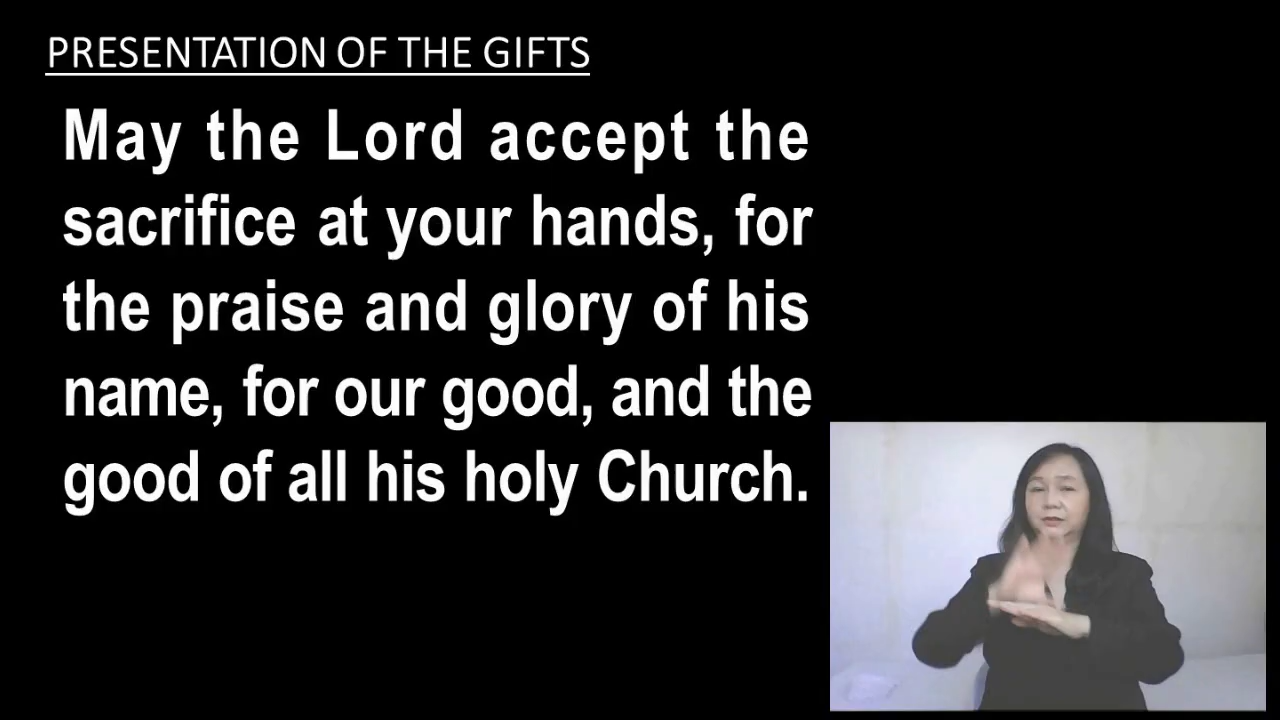 PRESENTATION OF THE GIFTS
May the Lord accept the
sacrifice at your hands, for
the praise and glory of his
name, for our good, and the
good of all his holy Church.